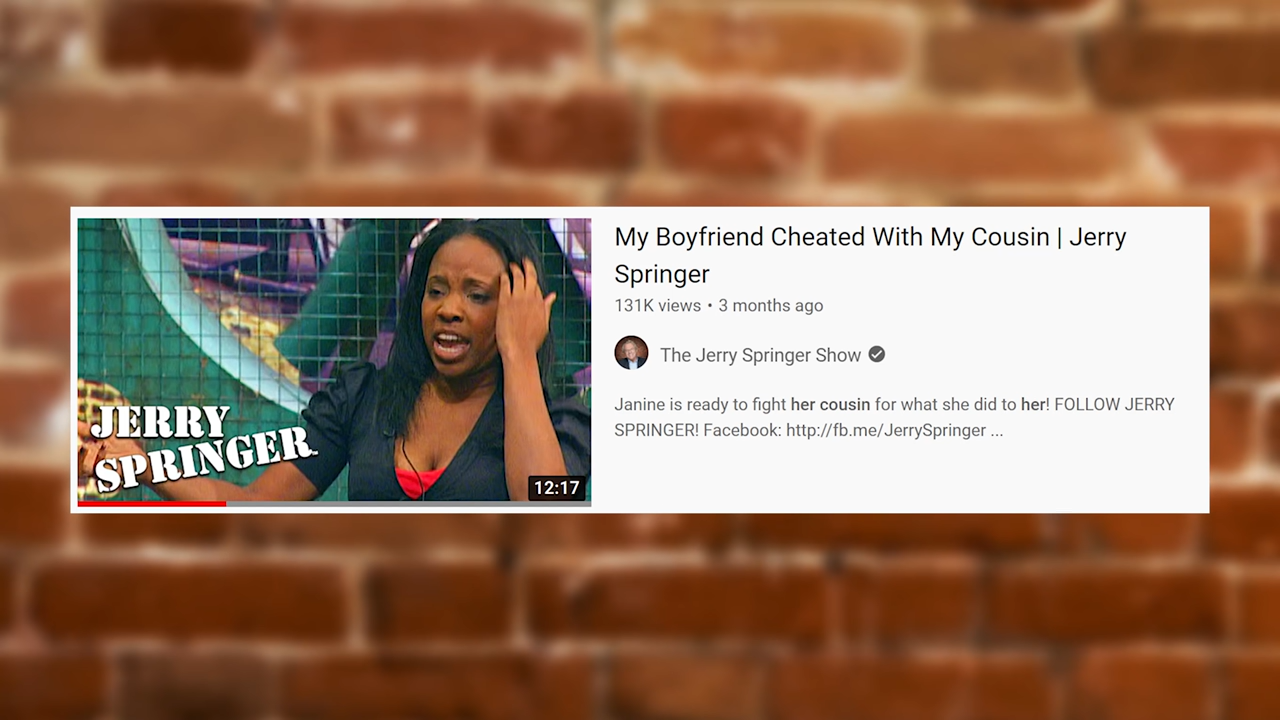 My Boyfriend Cheated With My Cousin | Jerry
Springer
131K views • 3 months ago
The Jerry Springer Show
Janine is ready to fight her cousin for what she did to her! FOLLOW JERRY
SPRINGER! Facebook: http://fb.me/JerrySpringer ...
JERRY
SPRINGER
12:17